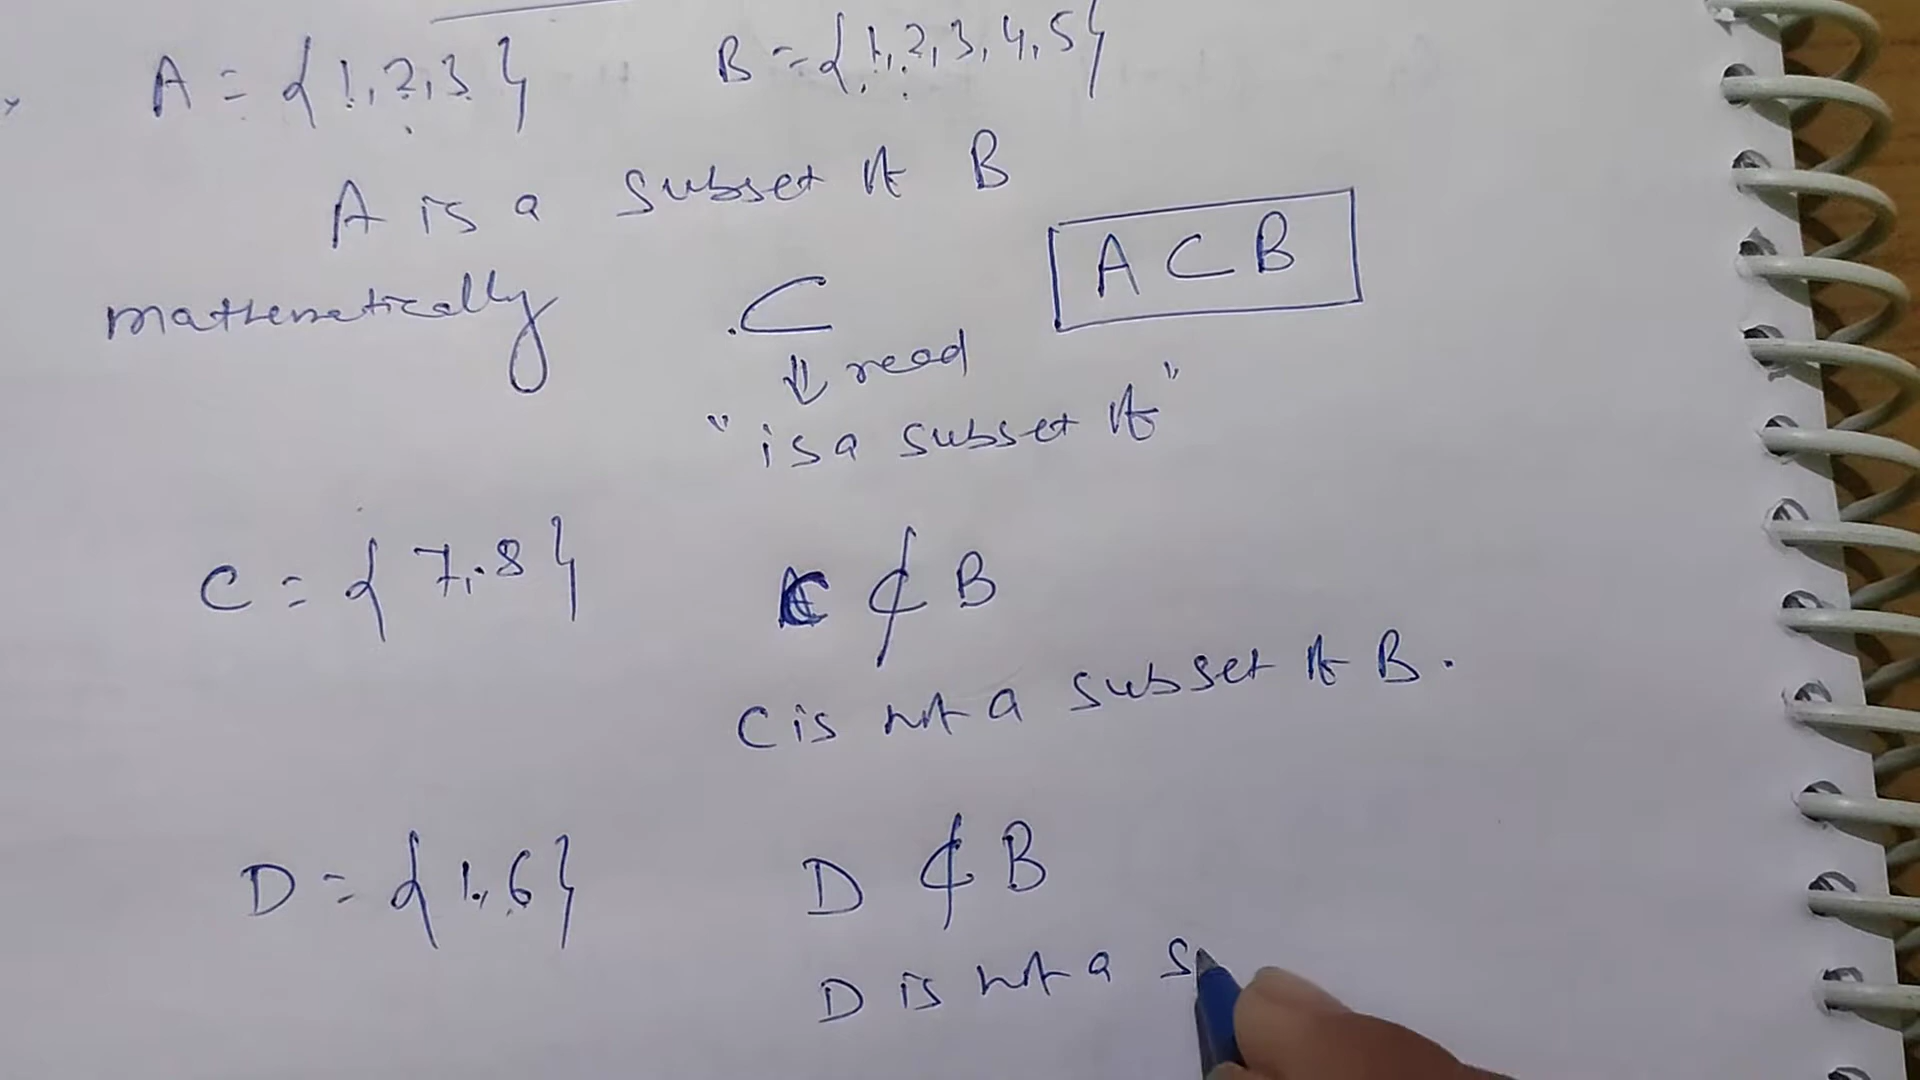 A = {1, 2, 3} B = {1, 2, 3, 4, 5}
A is a subset of B
mathematically ⊂ A ⊂ B
⇓ read
"is a subset of"
C = {7, 8} C ⊄ B
C is not a subset of B.
D = {1, 6} D ⊄ B
D is not a s